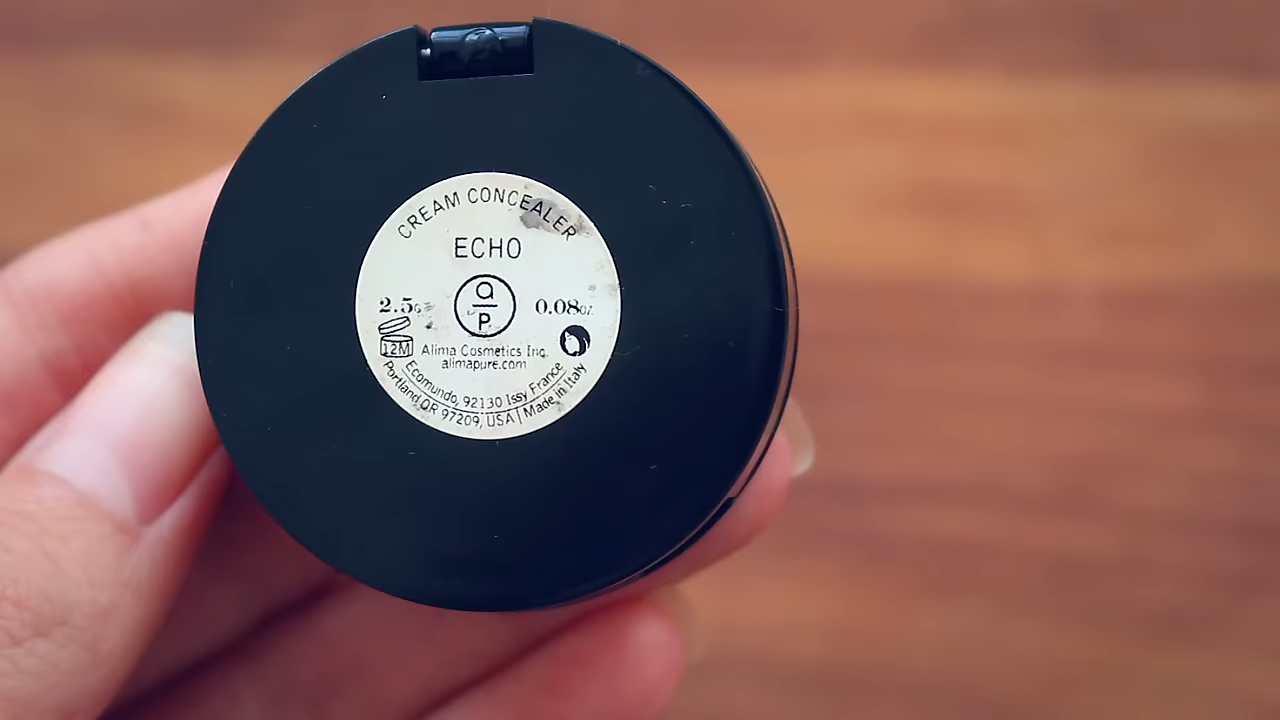 CREAM CONCEALER
ECHO
a
P
2.5G
0.08OZ
12M
Alima Cosmetics Inc.
alimapure.com
Ecomundo, 92130 Issy France
Portland OR 97209, USA | Made in Italy